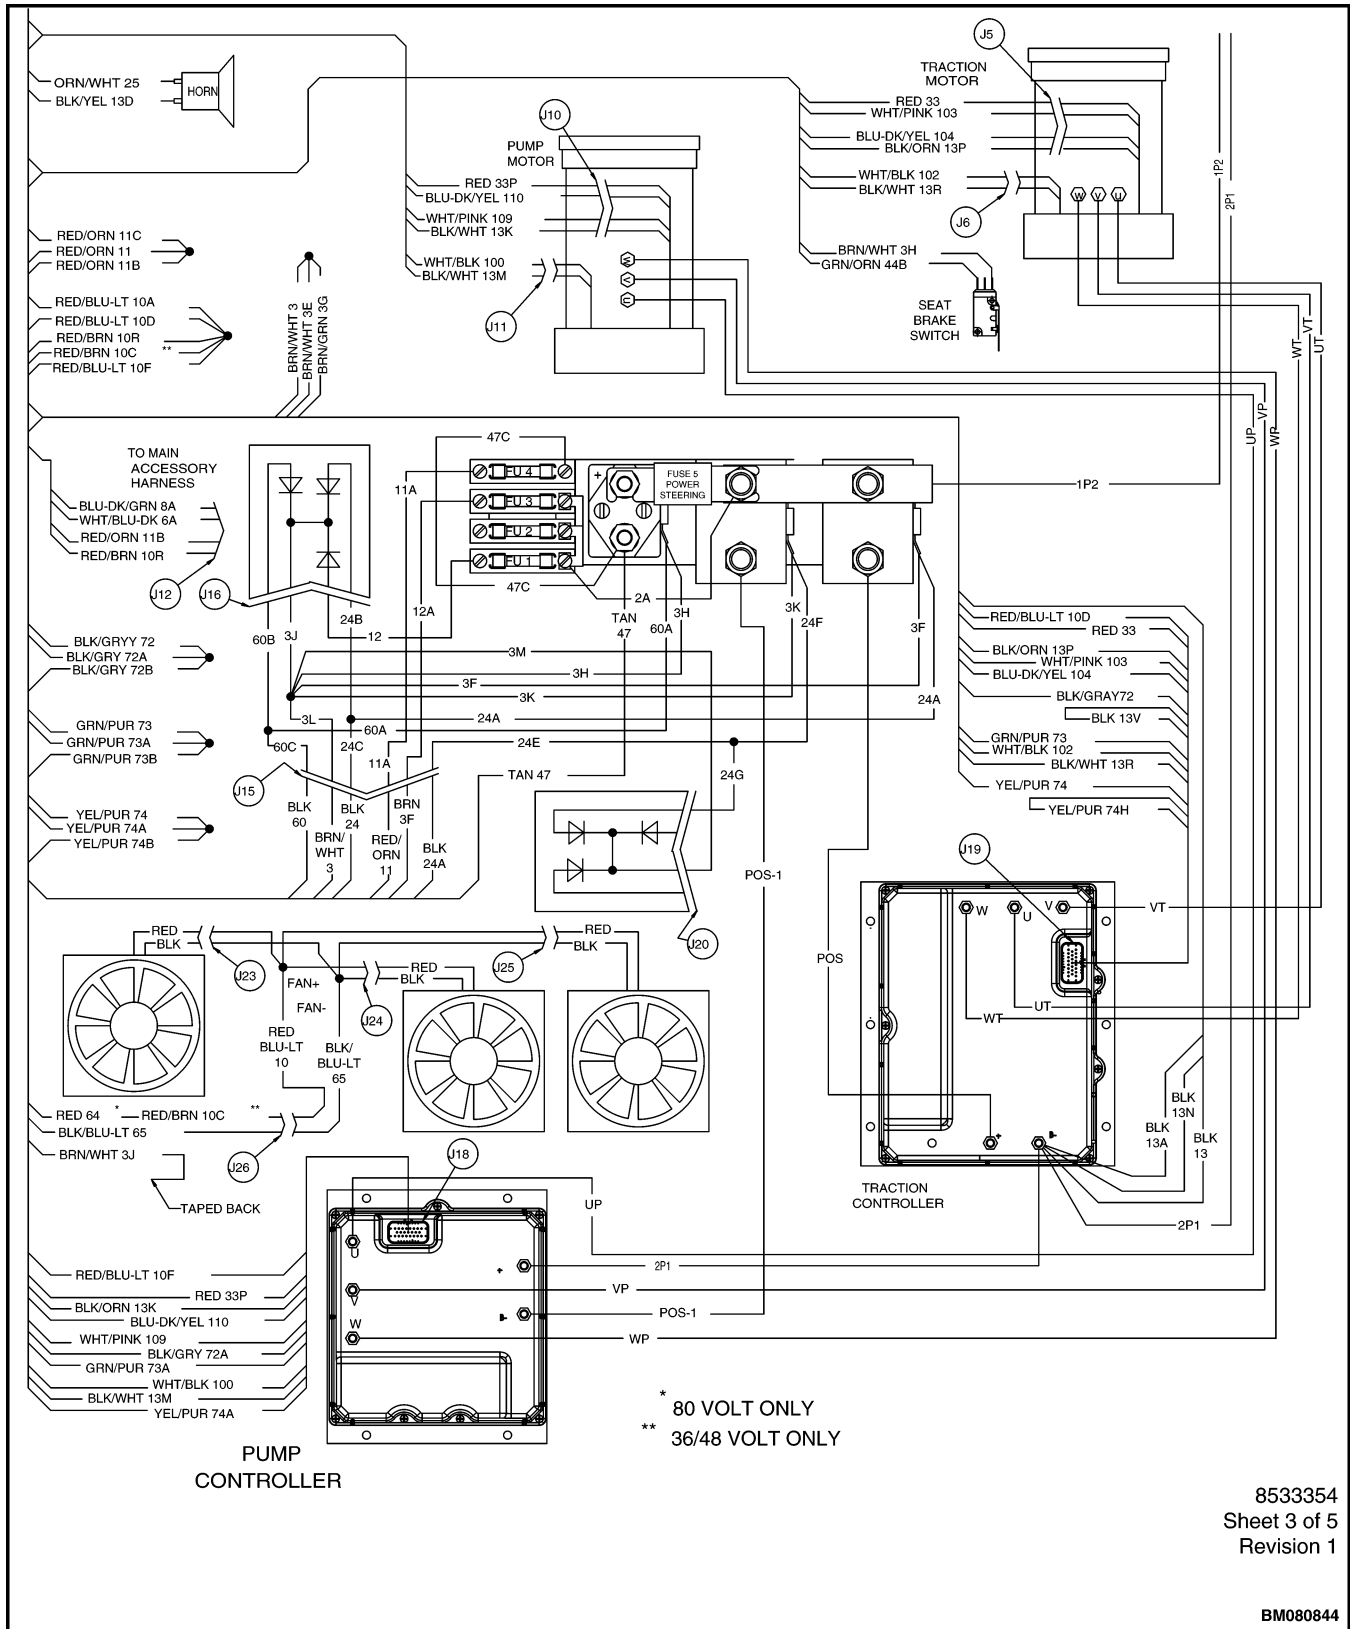 J5
TRACTION
MOTOR
ORN/WHT 25
BLK/YEL 13D
HORN
J10
PUMP
MOTOR
RED 33
WHT/PINK 103
BLU-DK/YEL 104
BLK/ORN 13P
WHT/BLK 102
BLK/WHT 13R
J6
W
V
U
1P2
2P1
RED 33P
BLU-DK/YEL 110
WHT/PINK 109
BLK/WHT 13K
WHT/BLK 100
BLK/WHT 13M
J11
W
V
U
BRN/WHT 3H
GRN/ORN 44B
SEAT
BRAKE
SWITCH
RED/ORN 11C
RED/ORN 11
RED/ORN 11B
RED/BLU-LT 10A
RED/BLU-LT 10D
RED/BRN 10R
RED/BRN 10C **
RED/BLU-LT 10F
BRN/WHT 3
BRN/WHT 3E
BRN/GRN 3G
WT
VT
UT
UP
VP
WP
TO MAIN
ACCESSORY
HARNESS
BLU-DK/GRN 8A
WHT/BLU-DK 6A
RED/ORN 11B
RED/BRN 10R
J12
J16
47C
11A
FU 4
FU 3
FU 2
FU 1
+
FUSE 5
POWER
STEERING
1P2
47C
12A
2A
TAN
47
60A
3H
3K
24F
3F
24A
60B
3J
24B
12
3M
3H
3F
3K
24A
3L
60A
60C
24C
11A
24E
24G
TAN 47
J15
BLK/GRYY 72
BLK/GRY 72A
BLK/GRY 72B
GRN/PUR 73
GRN/PUR 73A
GRN/PUR 73B
YEL/PUR 74
YEL/PUR 74A
YEL/PUR 74B
BLK
60
BRN/
WHT
3
BLK
24
RED/
ORN
11
BRN
3F
BLK
24A
RED/BLU-LT 10D
RED 33
BLK/ORN 13P
WHT/PINK 103
BLU-DK/YEL 104
BLK/GRAY72
BLK 13V
GRN/PUR 73
WHT/BLK 102
BLK/WHT 13R
YEL/PUR 74
YEL/PUR 74H
J20
POS-1
POS
J19
W
U
V
VT
UT
WT
+
B-
BLK
13A
BLK
13N
BLK
13
TRACTION
CONTROLLER
2P1
RED
BLK
J23
FAN+
FAN-
RED
BLK
J24
J25
RED
BLK
RED
BLU-LT
10
BLK/
BLU-LT
65
RED 64 * RED/BRN 10C **
BLK/BLU-LT 65
BRN/WHT 3J
J26
TAPED BACK
J18
U
V
W
+
B-
UP
2P1
VP
POS-1
WP
RED/BLU-LT 10F
RED 33P
BLK/ORN 13K
BLU-DK/YEL 110
WHT/PINK 109
BLK/GRY 72A
GRN/PUR 73A
WHT/BLK 100
BLK/WHT 13M
YEL/PUR 74A
PUMP
CONTROLLER
* 80 VOLT ONLY
** 36/48 VOLT ONLY
8533354
Sheet 3 of 5
Revision 1
BM080844